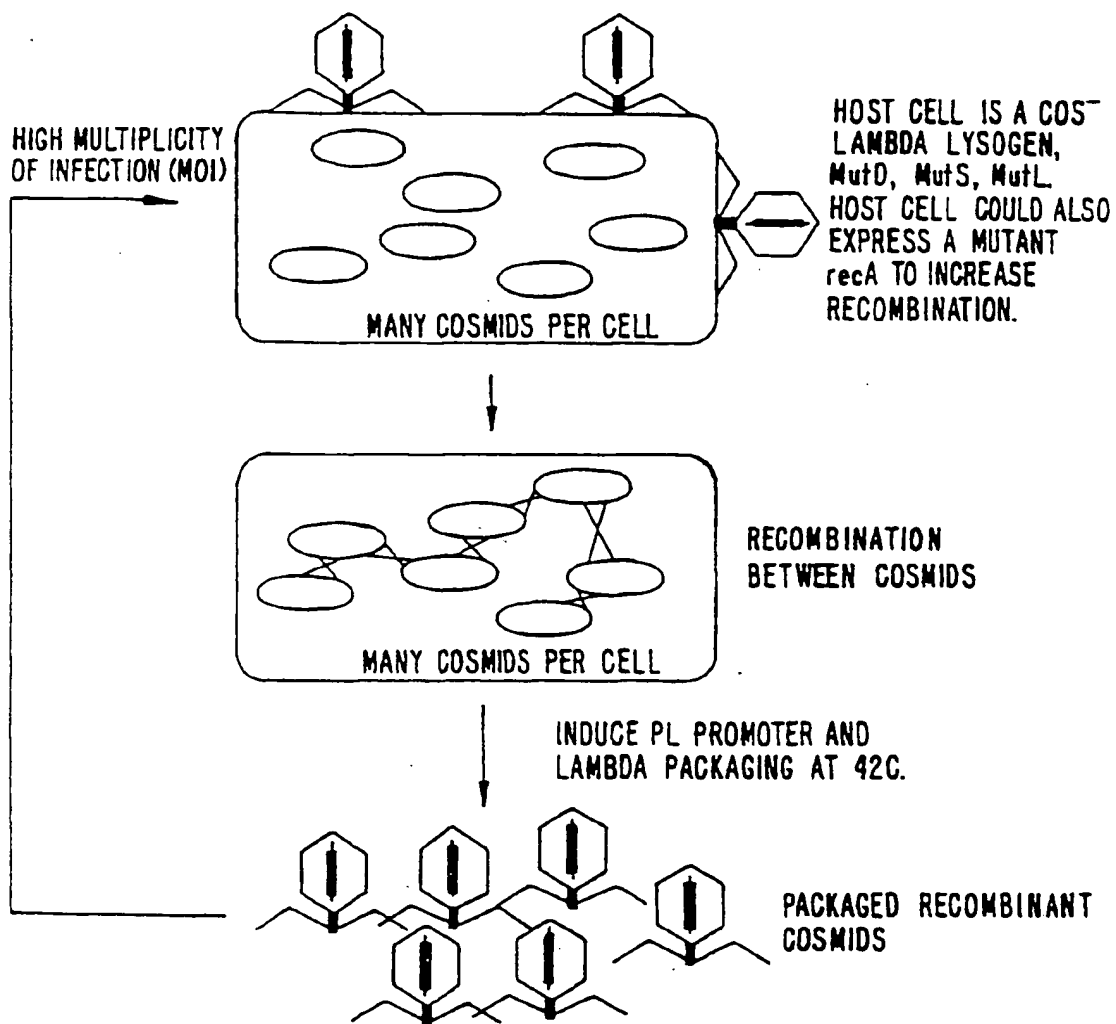 HIGH MULTIPLICITY
OF INFECTION (MOI)
HOST CELL IS A COS⁻
LAMBDA LYSOGEN,
MutD, MutS, MutL.
HOST CELL COULD ALSO
EXPRESS A MUTANT
recA TO INCREASE
RECOMBINATION.
MANY COSMIDS PER CELL
RECOMBINATION
BETWEEN COSMIDS
MANY COSMIDS PER CELL
INDUCE PL PROMOTER AND
LAMBDA PACKAGING AT 42C.
PACKAGED RECOMBINANT
COSMIDS